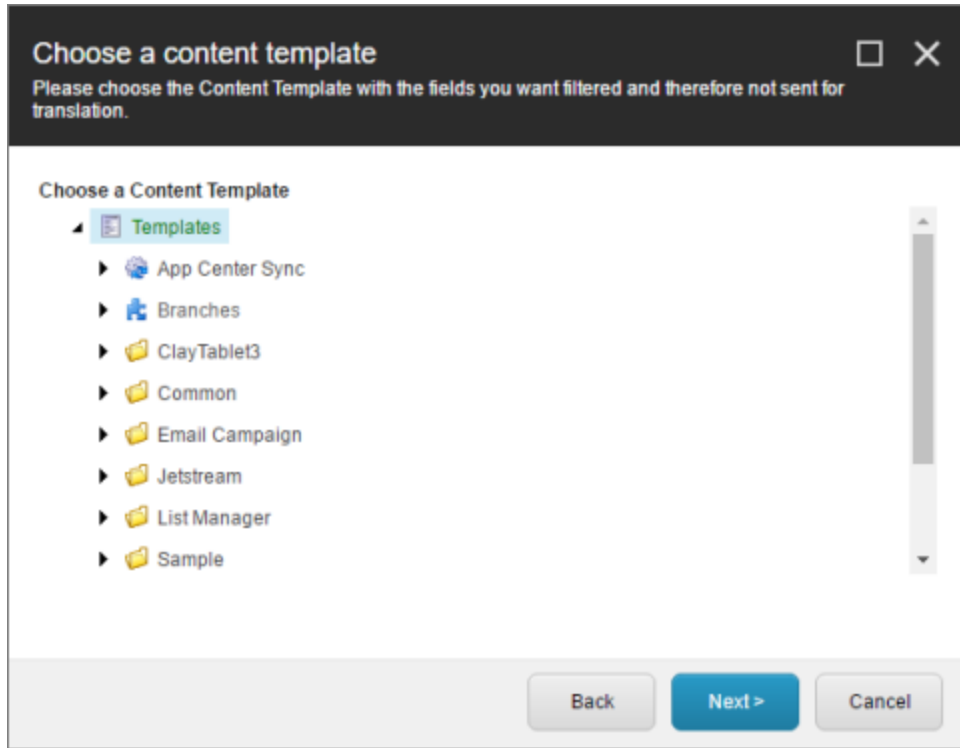 Choose a content template
Please choose the Content Template with the fields you want filtered and therefore not sent for
translation.
Choose a Content Template
Templates
App Center Sync
Branches
ClayTablet3
Common
Email Campaign
Jetstream
List Manager
Sample
Back
Next >
Cancel